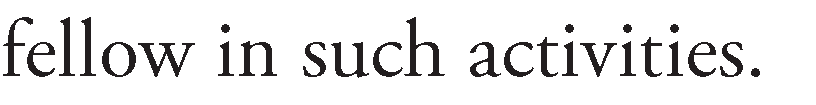 fellow in such activities.